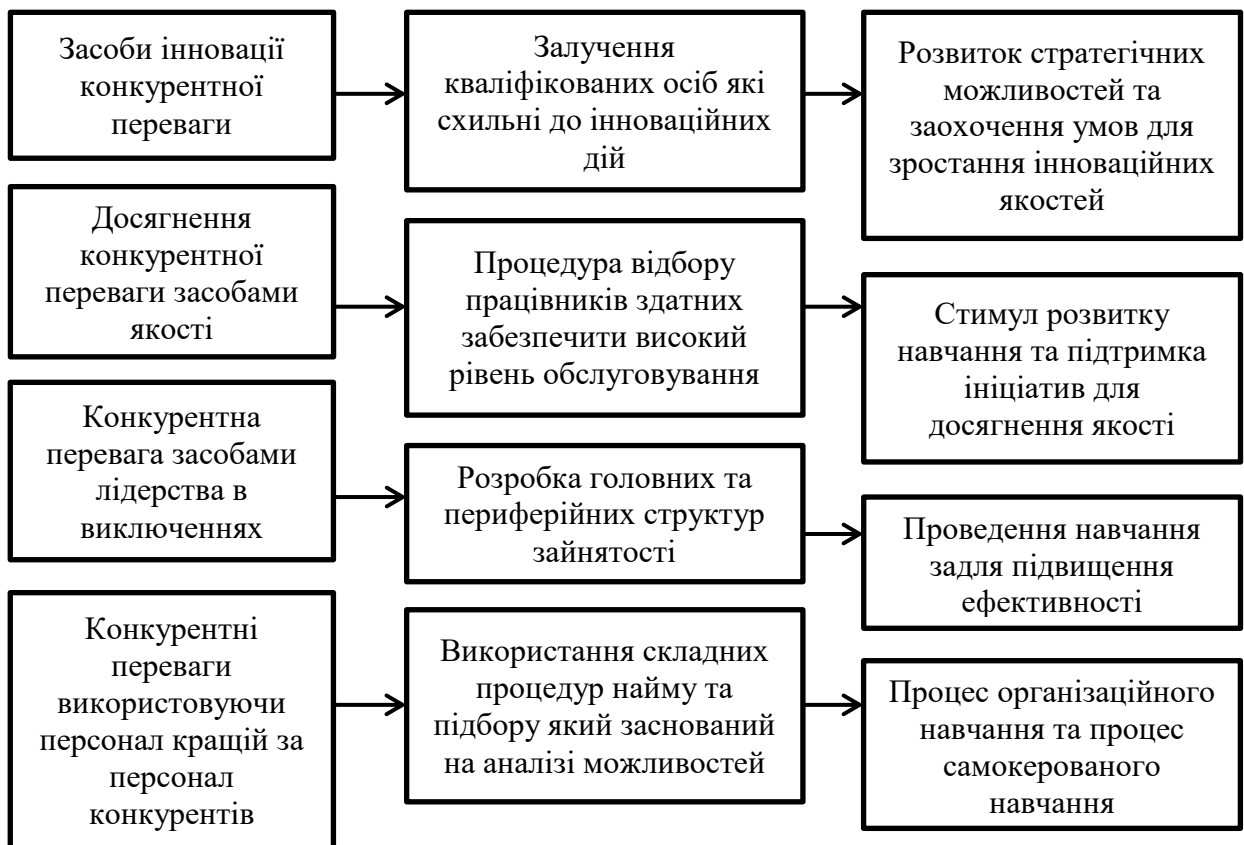 Засоби інновації
конкурентної
переваги
Залучення
кваліфікованих осіб які
схильні до інноваційних
дій
Розвиток стратегічних
можливостей та
заохочення умов для
зростання інноваційних
якостей
Досягнення
конкурентної
переваги засобами
якості
Процедура відбору
працівників здатних
забезпечити високий
рівень обслуговування
Стимул розвитку
навчання та підтримка
ініціатив для
досягнення якості
Конкурентна
перевага засобами
лідерства в
виключеннях
Розробка головних та
периферійних структур
зайнятості
Проведення навчання
задля підвищення
ефективності
Конкурентні
переваги
використовуючи
персонал кращій за
персонал
конкурентів
Використання складних
процедур найму та
підбору який заснований
на аналізі можливостей
Процес організаційного
навчання та процес
самокерованого
навчання